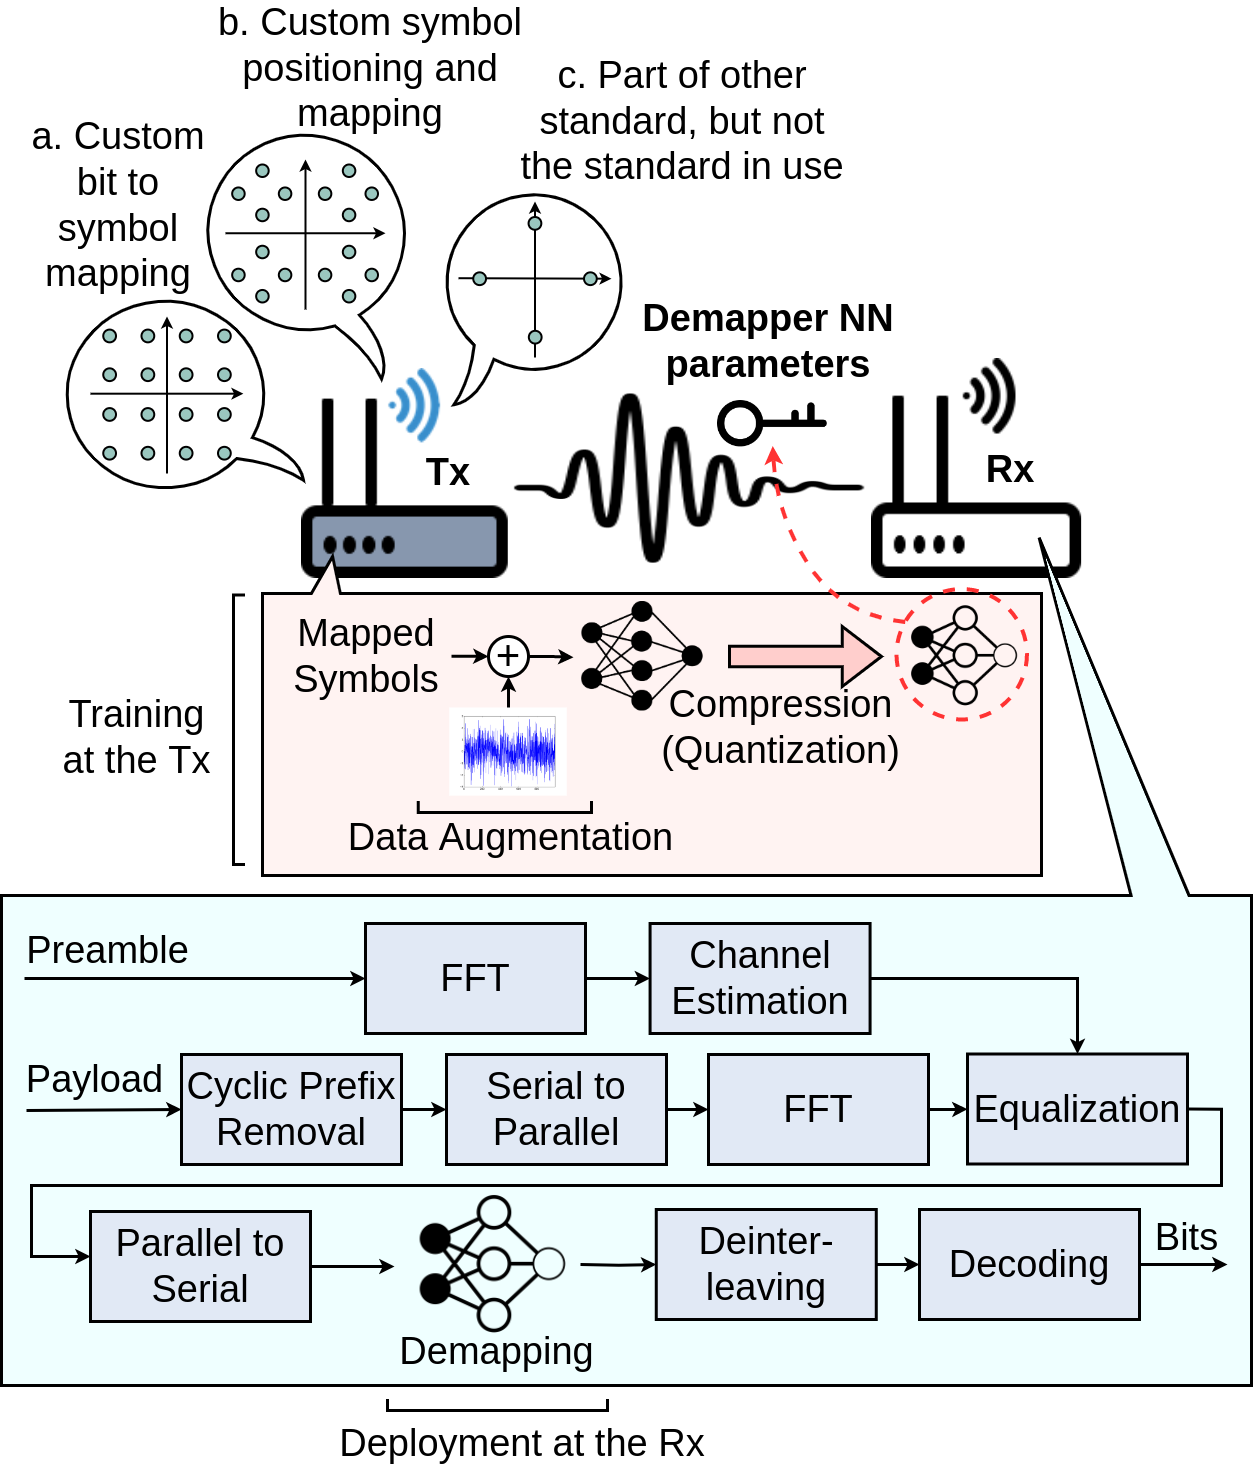 b. Custom symbol
positioning and
mapping
c. Part of other
standard, but not
the standard in use
a. Custom
bit to
symbol
mapping
Demapper NN
parameters
Tx
Rx
Mapped
Symbols
+
Training
at the Tx
Compression
(Quantization)
Data Augmentation
Preamble
FFT
Channel
Estimation
Payload
Cyclic Prefix
Removal
Serial to
Parallel
FFT
Equalization
Parallel to
Serial
Demapping
Deinter-
leaving
Decoding
Bits
Deployment at the Rx